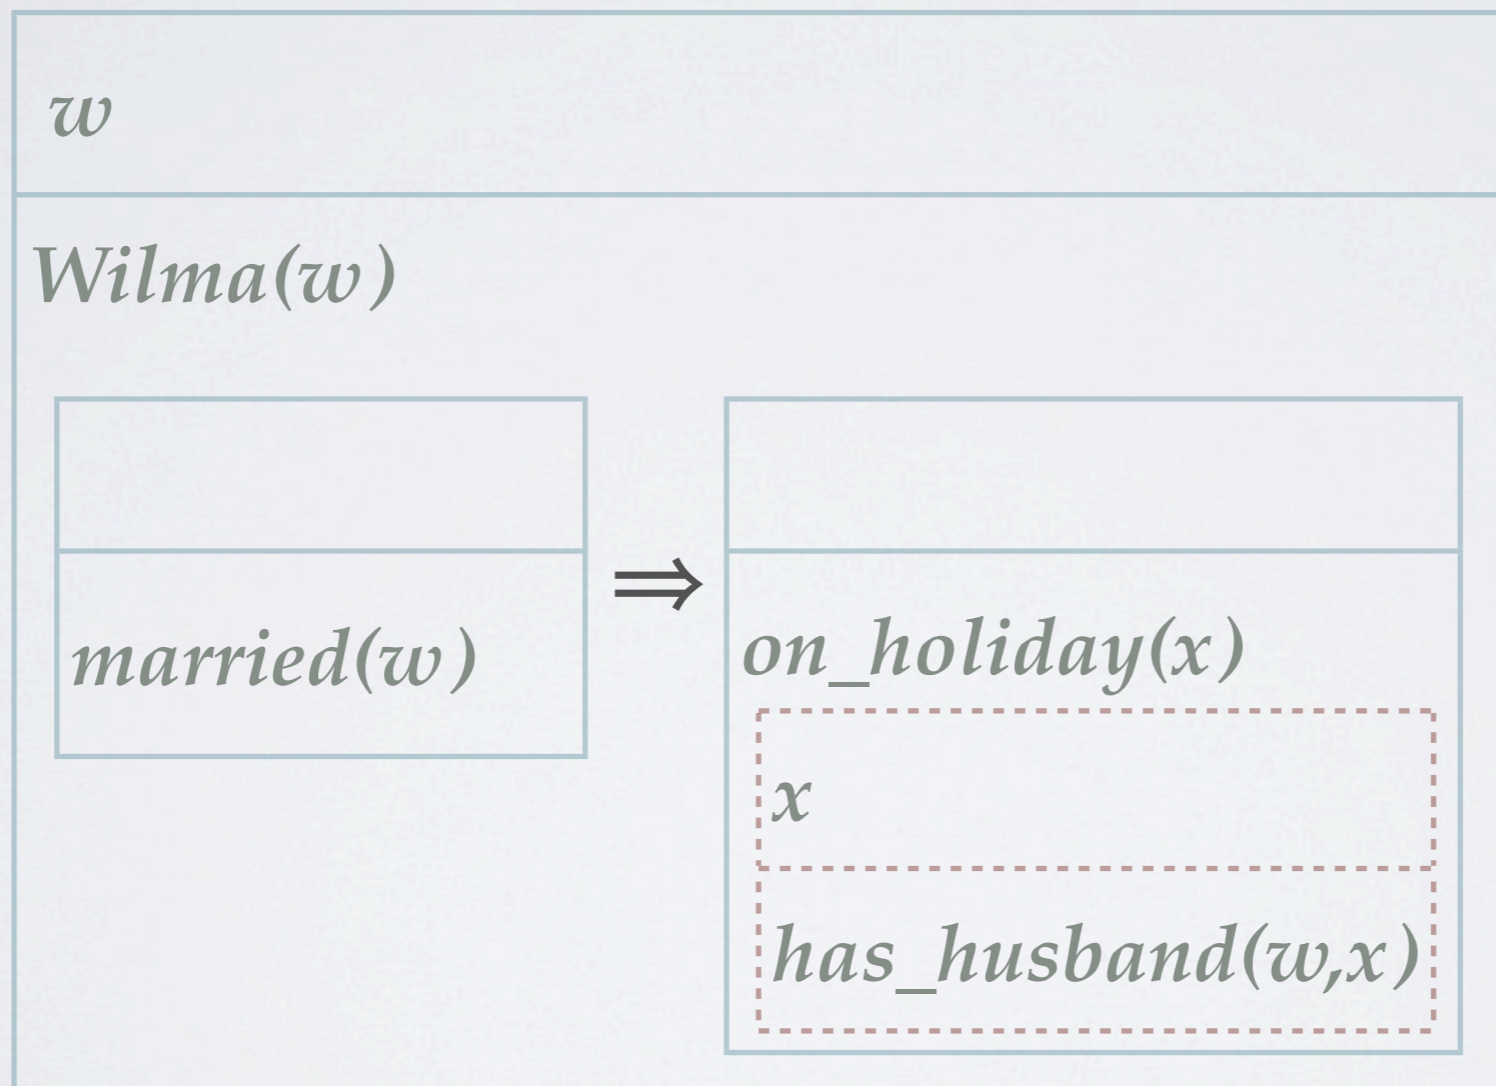 w
Wilma(w)
married(w)
⇒
on_holiday(x)
x
has_husband(w,x)